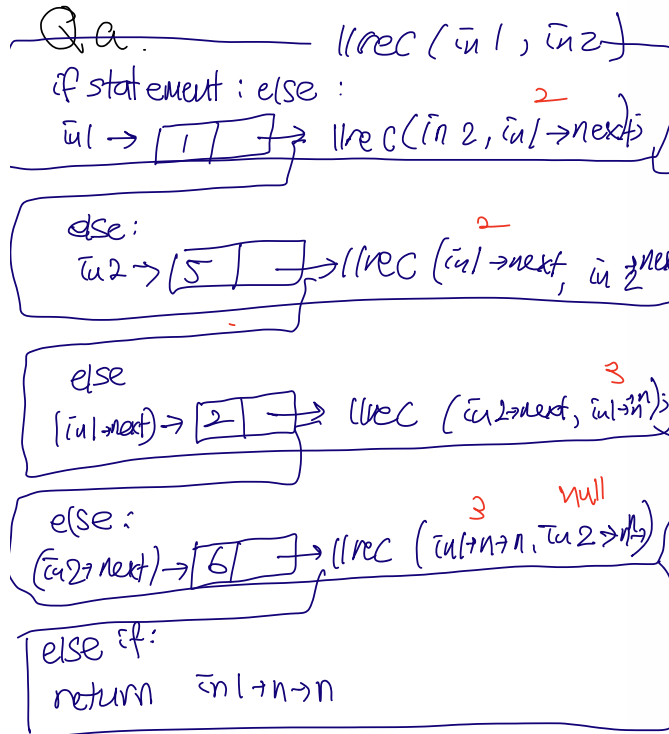 Qa.
llrec (in1, in2)
if statement : else :
2
in1 → 1 → llrec(in2, in1→next);
else:
2
in2 → 5 → llrec (in1→next, in2→nex
else
3
(in1→next) → 2 → llrec (in2→next, in1→n→n);
else:
3 null
(in2→next) → 6 → llrec (in1→n→n, in2→n→n)
else if:
return in1→n→n